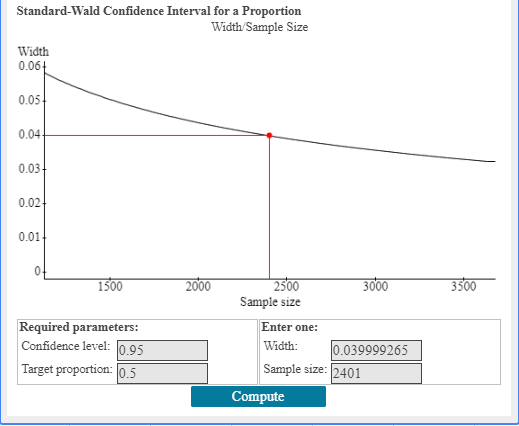 Standard-Wald Confidence Interval for a Proportion
Width/Sample Size
Width
0.06
0.05
0.04
0.03
0.02
0.01
0
1500 2000 2500 3000 3500
Sample size
Required parameters: Enter one:
Confidence level: 0.95 Width: 0.039999265
Target proportion: 0.5 Sample size: 2401
Compute